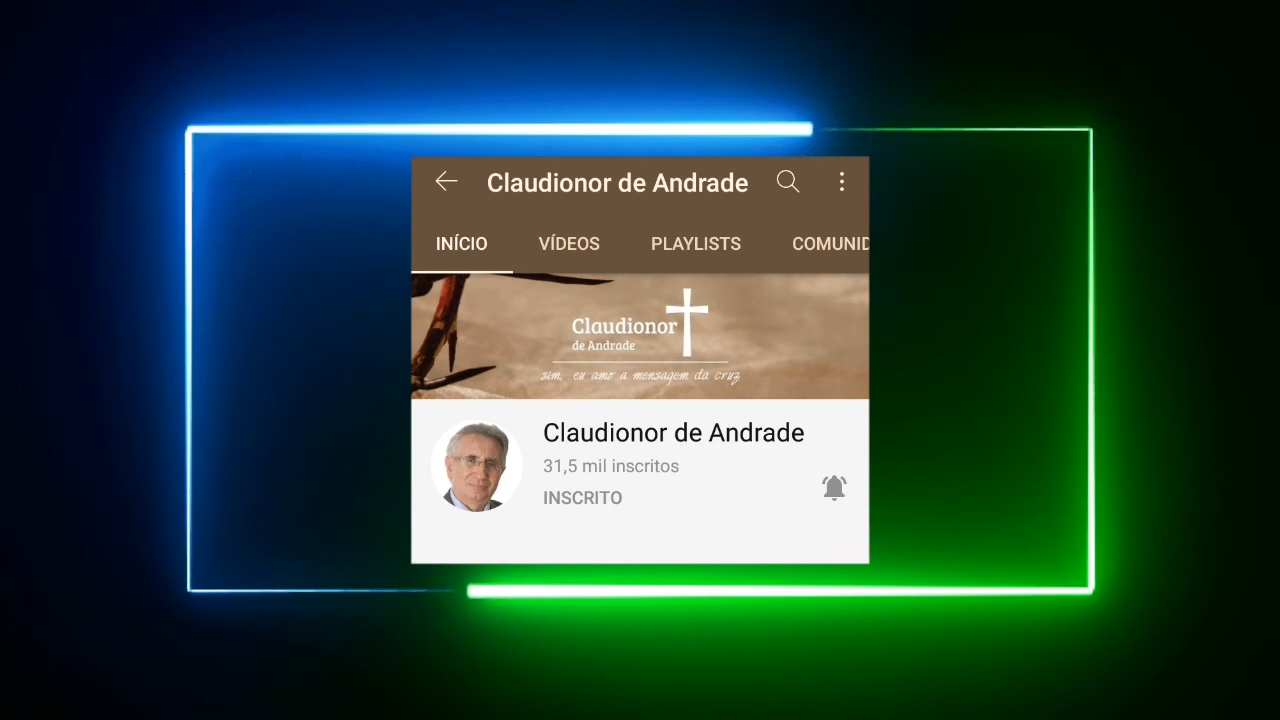 Claudionor de Andrade
INÍCIO VÍDEOS PLAYLISTS COMUNID
Claudionor
de Andrade
sim, eu amo a mensagem da cruz
Claudionor de Andrade
31,5 mil inscritos
INSCRITO